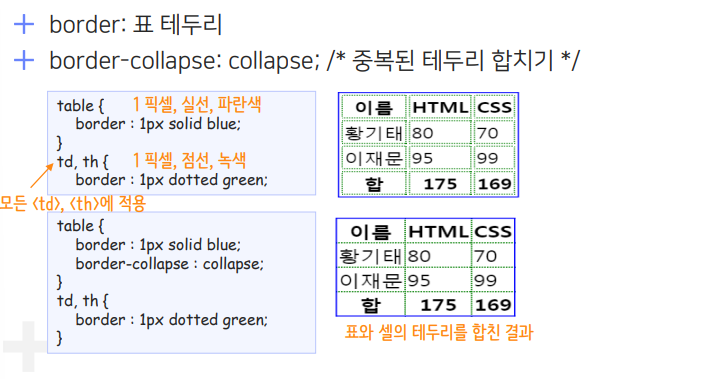 border: 표 테두리
border-collapse: collapse; /* 중복된 테두리 합치기 */
table { 1 픽셀, 실선, 파란색
border : 1px solid blue;
}
td, th { 1 픽셀, 점선, 녹색
border : 1px dotted green;
모든 <td>, <th>에 적용
이름 HTML CSS
황기태 80 70
이재문 95 99
합 175 169
table {
border : 1px solid blue;
border-collapse : collapse;
}
td, th {
border : 1px dotted green;
}
이름 HTML CSS
황기태 80 70
이재문 95 99
합 175 169
표와 셀의 테두리를 합친 결과